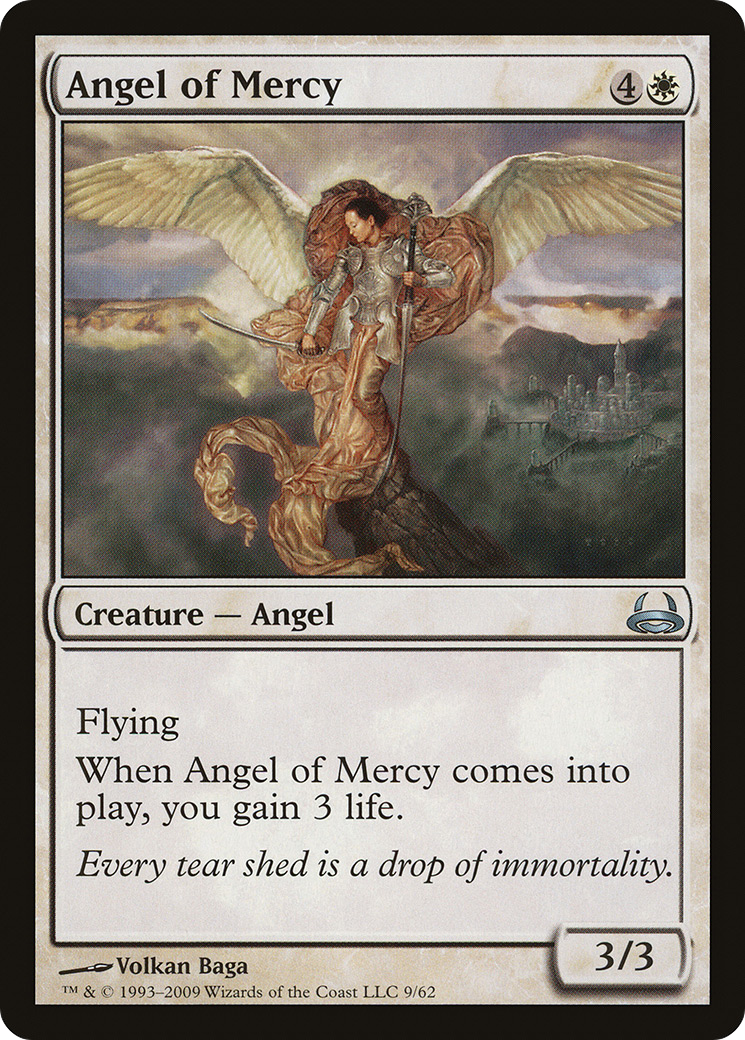 Angel of Mercy 4
Creature — Angel
Flying
When Angel of Mercy comes into
play, you gain 3 life.
Every tear shed is a drop of immortality.
3/3
Volkan Baga
™ & © 1993–2009 Wizards of the Coast LLC 9/62